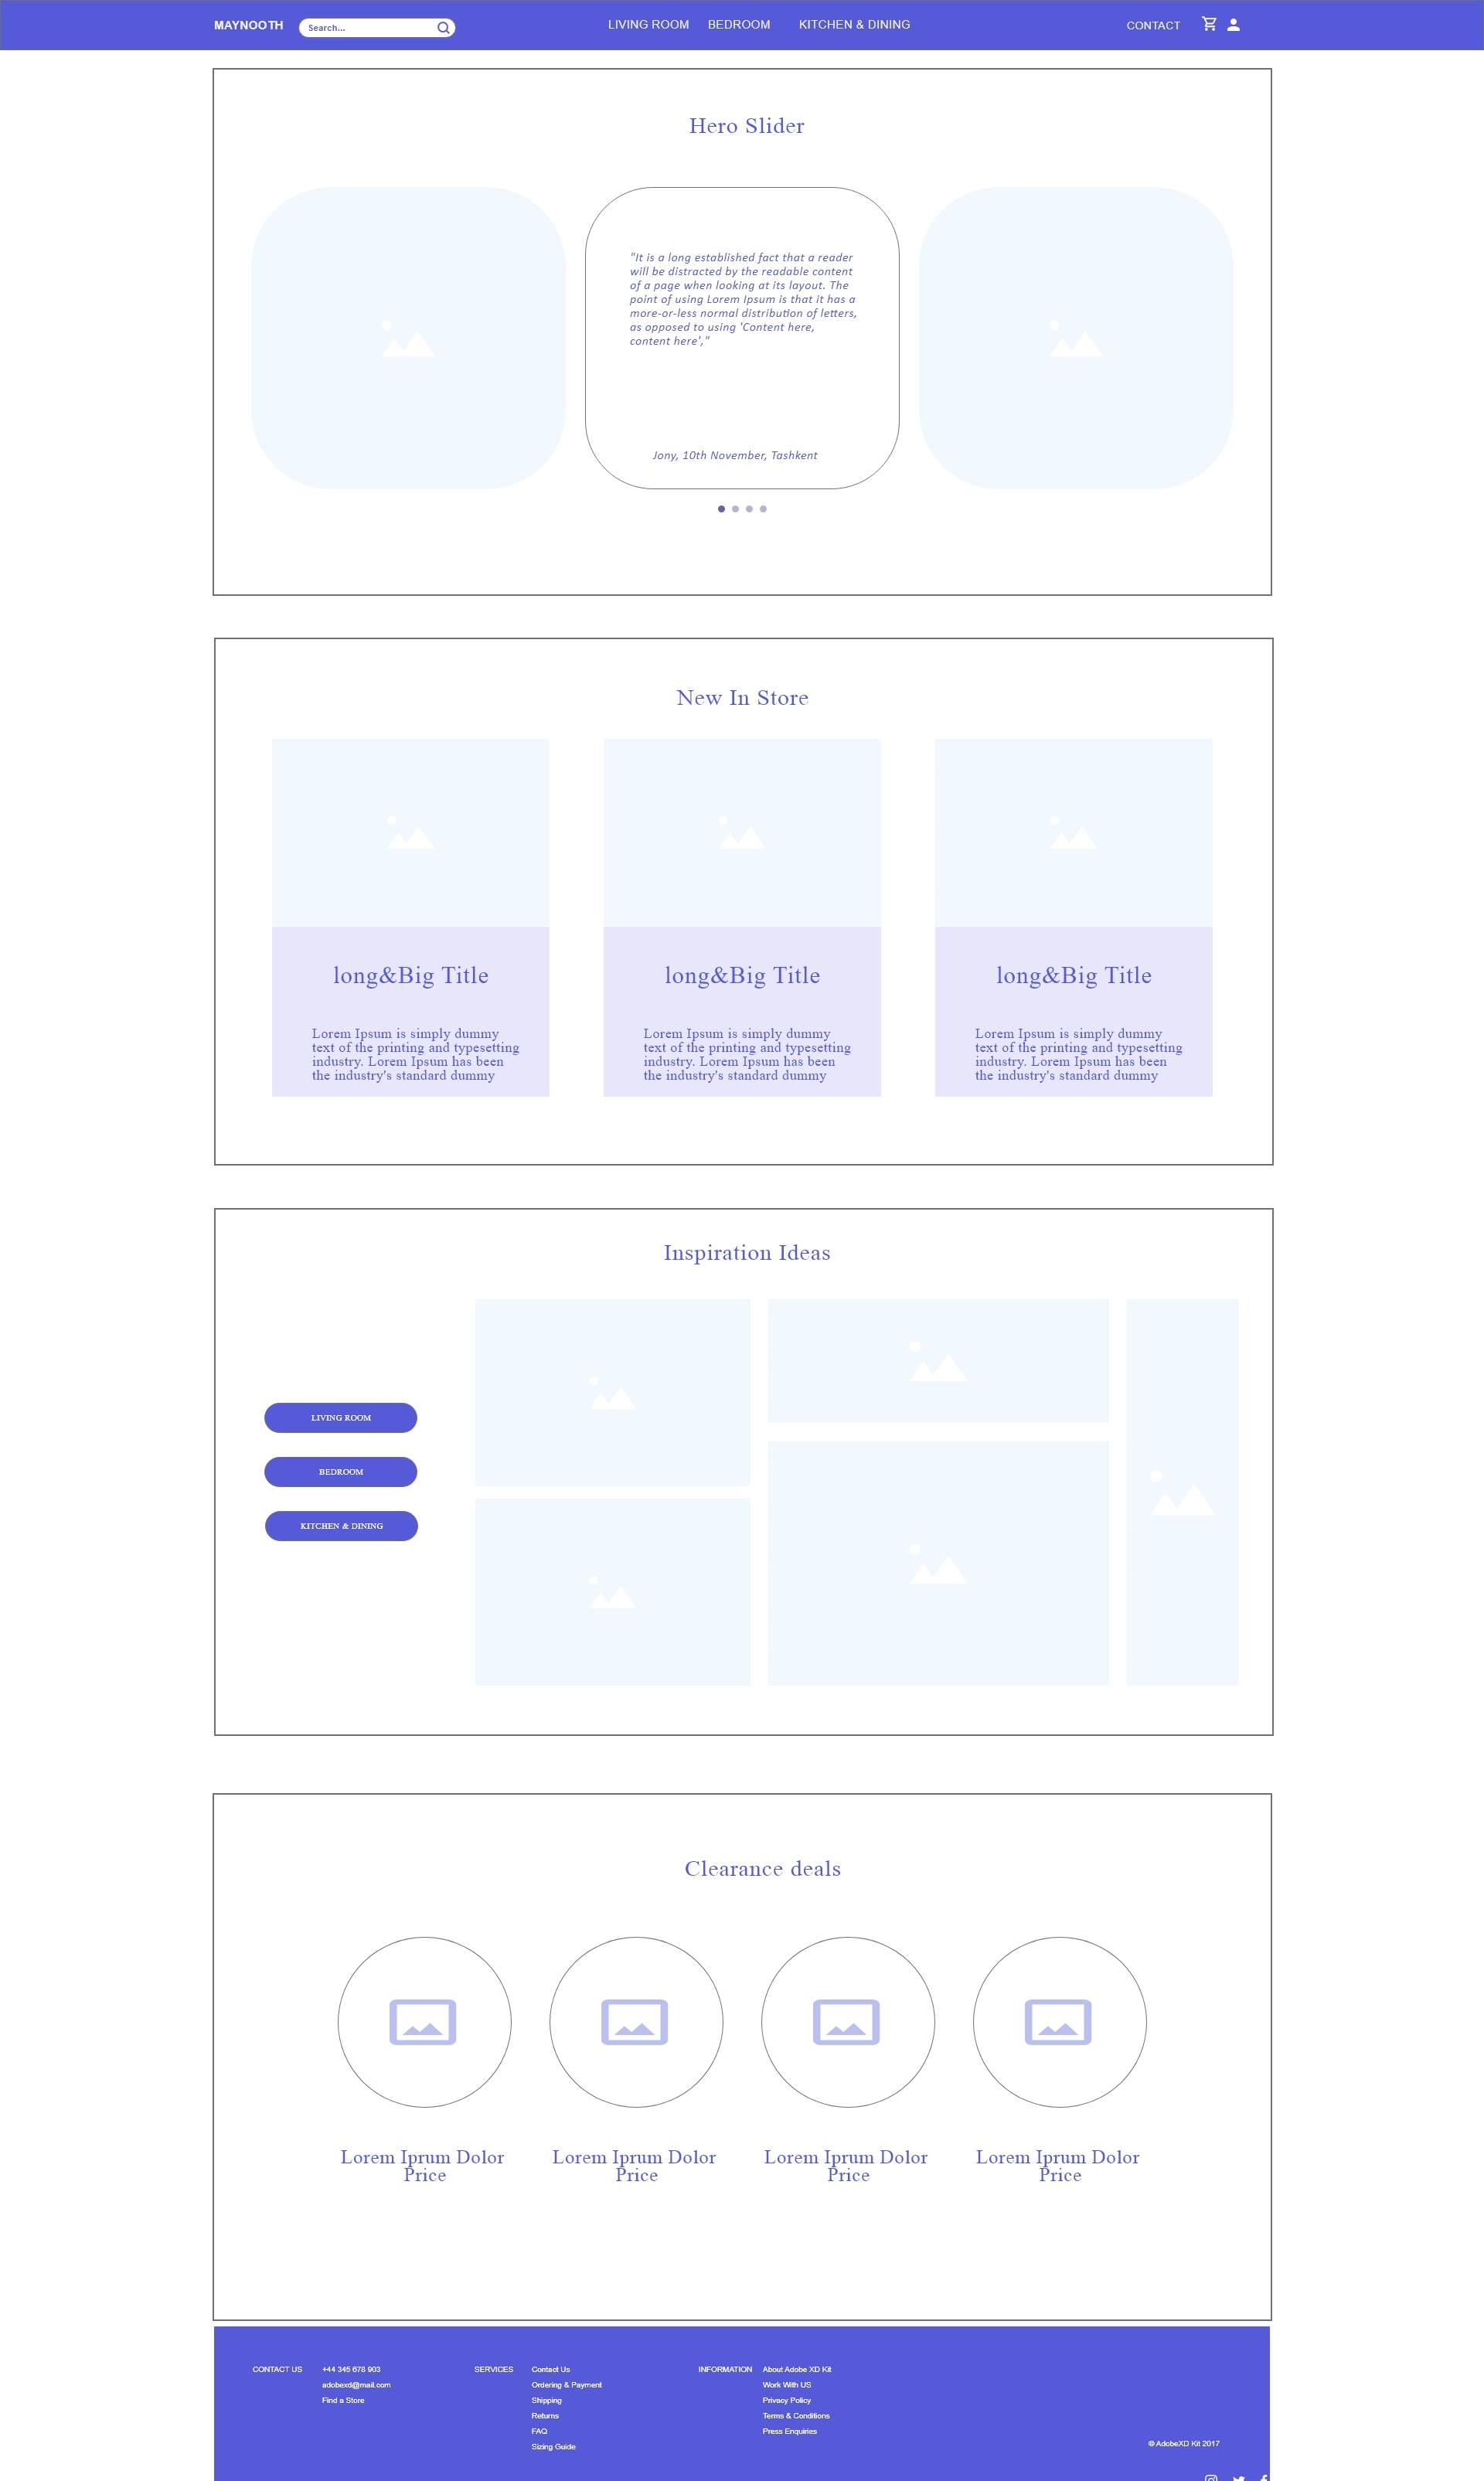 MAYNOOTH
Search...
LIVING ROOM
BEDROOM
KITCHEN & DINING
CONTACT
Hero Slider
"It is a long established fact that a reader
will be distracted by the readable content
of a page when looking at its layout. The
point of using Lorem Ipsum is that it has a
more-or-less normal distribution of letters,
as opposed to using 'Content here,
content here',"
Jony, 10th November, Tashkent
New In Store
long&Big Title
Lorem Ipsum is simply dummy
text of the printing and typesetting
industry. Lorem Ipsum has been
the industry's standard dummy
long&Big Title
Lorem Ipsum is simply dummy
text of the printing and typesetting
industry. Lorem Ipsum has been
the industry's standard dummy
long&Big Title
Lorem Ipsum is simply dummy
text of the printing and typesetting
industry. Lorem Ipsum has been
the industry's standard dummy
Inspiration Ideas
LIVING ROOM
BEDROOM
KITCHEN & DINING
Clearance deals
Lorem Iprum Dolor
Price
Lorem Iprum Dolor
Price
Lorem Iprum Dolor
Price
Lorem Iprum Dolor
Price
CONTACT US
+44 345 678 903
adobexd@mail.com
Find a Store
SERVICES
Contact Us
Ordering & Payment
Shipping
Returns
FAQ
Sizing Guide
INFORMATION
About Adobe XD Kit
Work With US
Privacy Policy
Terms & Conditions
Press Enquiries
© AdobeXD Kit 2017